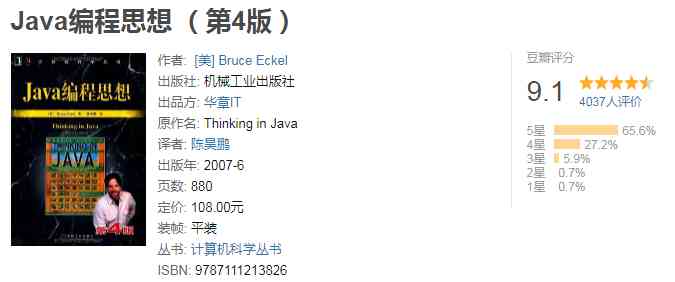 Java编程思想 （第4版）
Java编程思想
Thinking in Java
THINKING IN
JAVA
第4版
作者: [美] Bruce Eckel
出版社: 机械工业出版社
出品方: 华章IT
原作名: Thinking in Java
译者: 陈昊鹏
出版年: 2007-6
页数: 880
定价: 108.00元
装帧: 平装
丛书: 计算机科学丛书
ISBN: 9787111213826
豆瓣评分
9.1
4037人评价
5星 65.6%
4星 27.2%
3星 5.9%
2星 0.7%
1星 0.7%